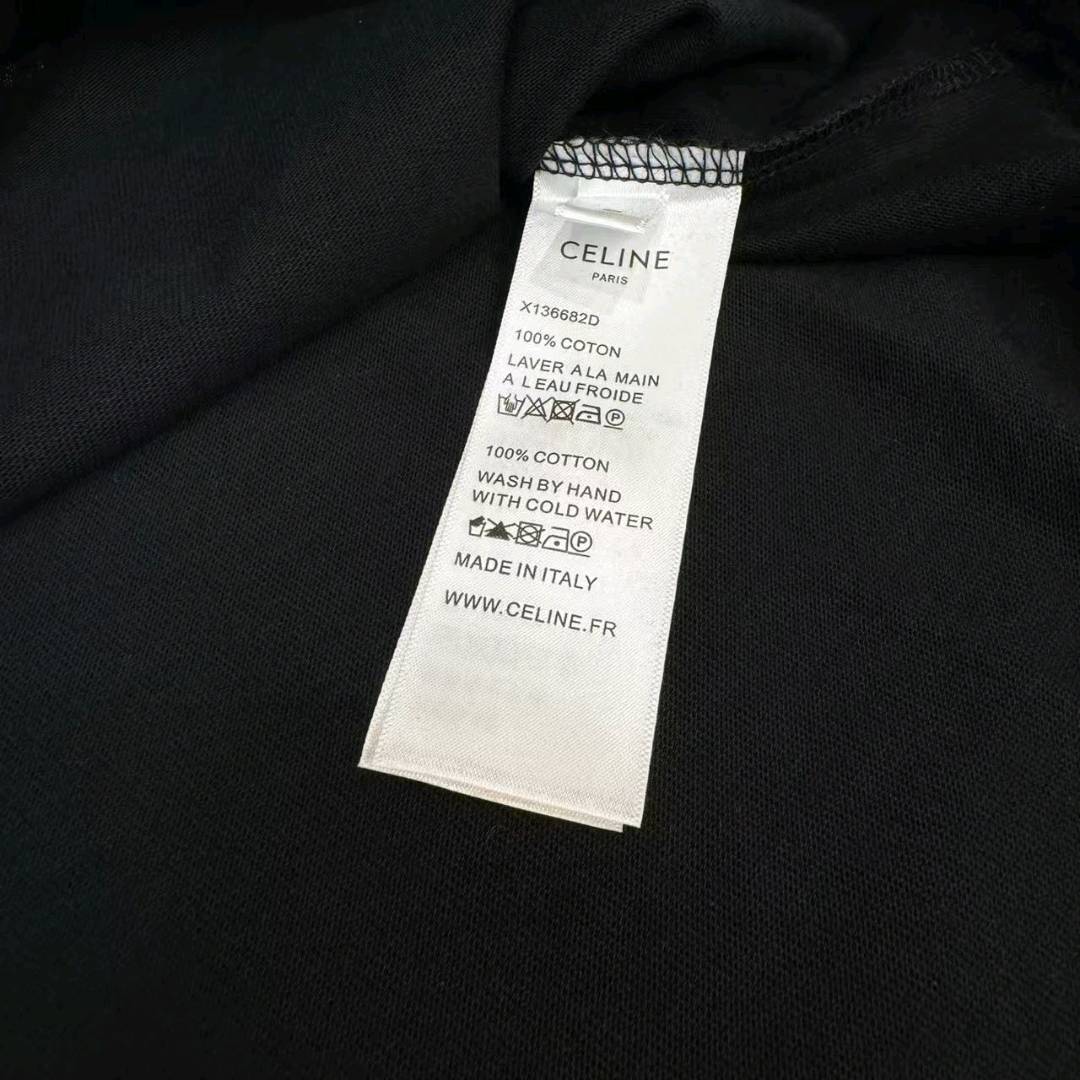 CELINE
PARIS
X136682D
100% COTON
LAVER A LA MAIN
A L EAU FROIDE
P
100% COTTON
WASH BY HAND
WITH COLD WATER
P
MADE IN ITALY
WWW.CELINE.FR